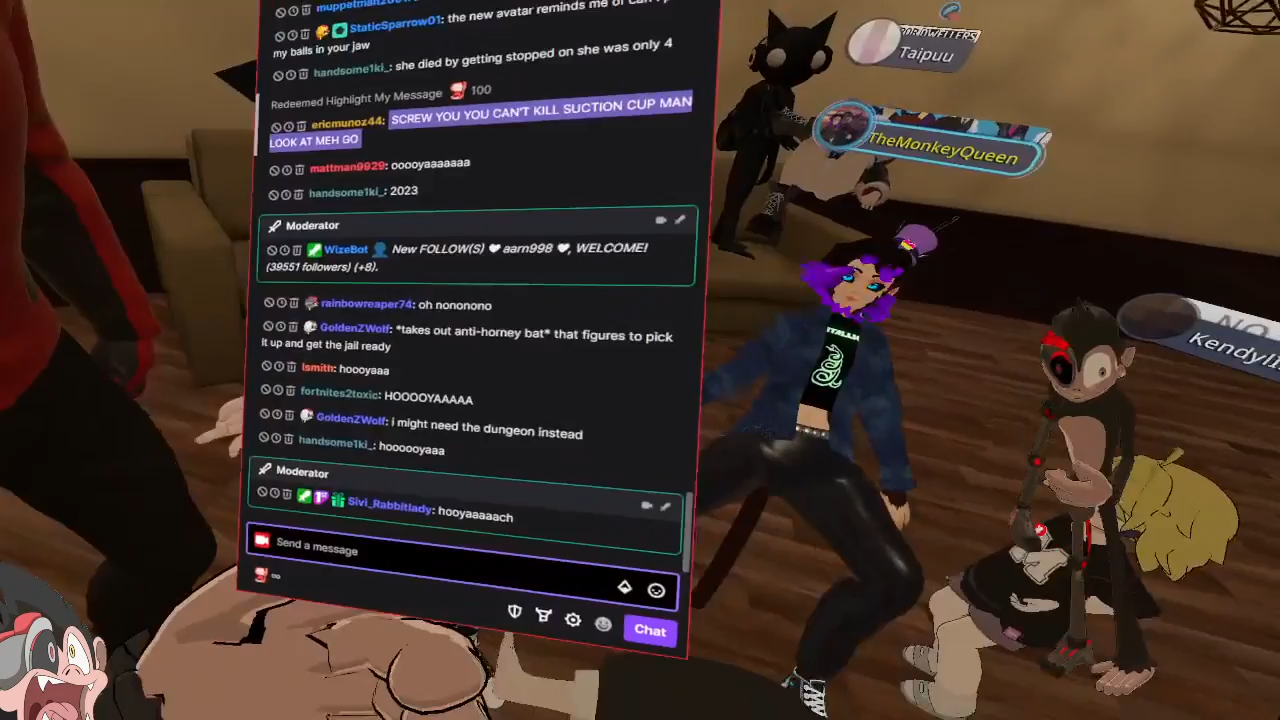 StaticSparrow01: the new avatar reminds me of can i p
my balls in your jaw
handsome1ki_: she died by getting stopped on she was only 4
Redeemed Highlight My Message 100
ericmunoz44: SCREW YOU YOU CAN'T KILL SUCTION CUP MAN
LOOK AT MEH GO
mattman9929: ooooyaaaaaaa
handsome1ki_: 2023
Moderator
WizeBot New FOLLOW(S) aarn998, WELCOME!
(39551 followers) (+8).
rainbowreaper74: oh nononono
GoldenZWolf: *takes out anti-horney bat* that figures to pick
it up and get the jail ready
lsmith: hoooyaaa
fortnites2toxic: HOOOOYAAAAA
GoldenZWolf: i might need the dungeon instead
handsome1ki_: hoooooyaaa
Moderator
Sivi_Rabbitlady: hooyaaaaach
Send a message
∞
Chat
Taipuu
TheMonkeyQueen
NO